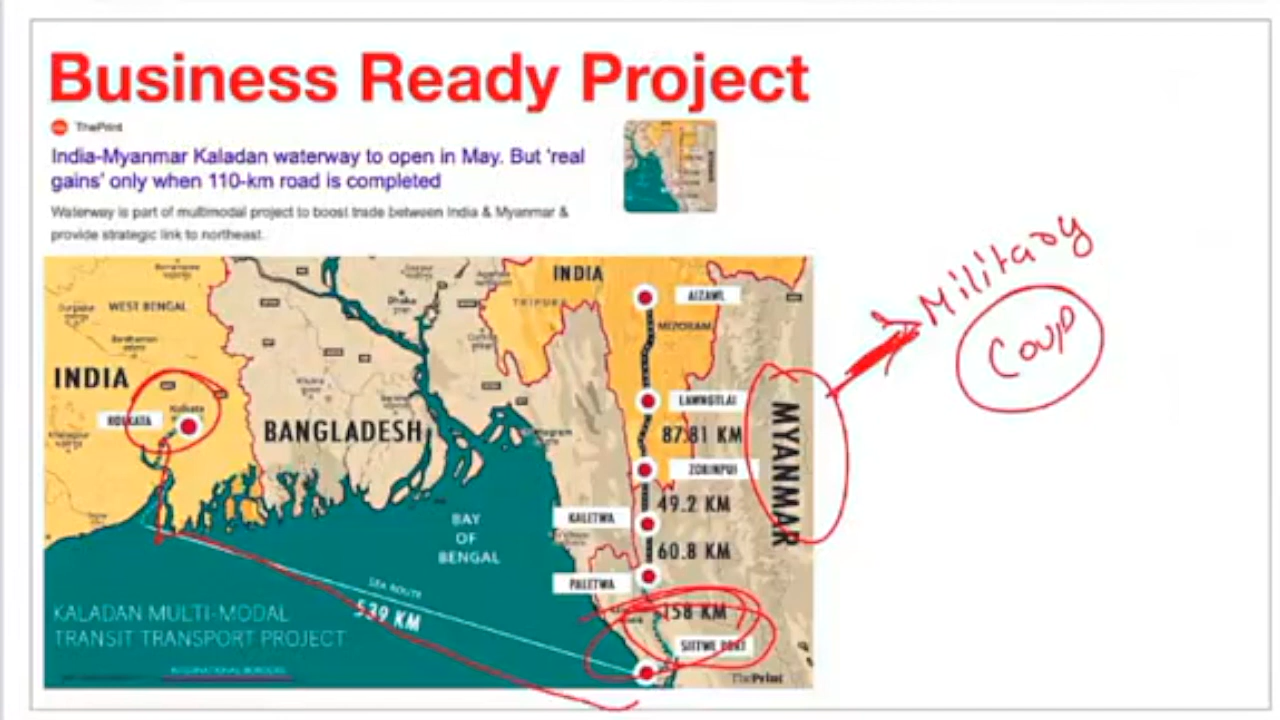 Business Ready Project
ThePrint
India-Myanmar Kaladan waterway to open in May. But 'real
gains' only when 110-km road is completed
Waterway is part of multimodal project to boost trade between India & Myanmar &
provide strategic link to northeast.
Military
Coup
INDIA
AIZAWL
WEST BENGAL
TRIPURA
MIZORAM
Dhaka
INDIA
LAWNGTLAI
KOLKATA
Kolkata
BANGLADESH
87.81 KM
MYANMAR
ZORINPUI
49.2 KM
KALETWA
BAY
OF
BENGAL
60.8 KM
PALETWA
SEA ROUTE
539 KM
158 KM
KALADAN MULTI-MODAL
TRANSIT TRANSPORT PROJECT
SITTWE PORT
INTERNATIONAL BORDERS
ThePrint